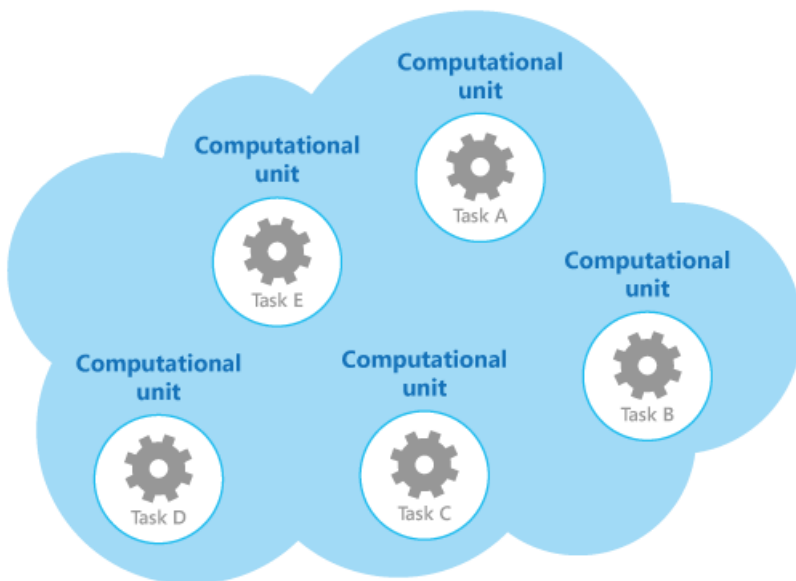 Computational
unit
Task A
Computational
unit
Task E
Computational
unit
Task B
Computational
unit
Task D
Computational
unit
Task C